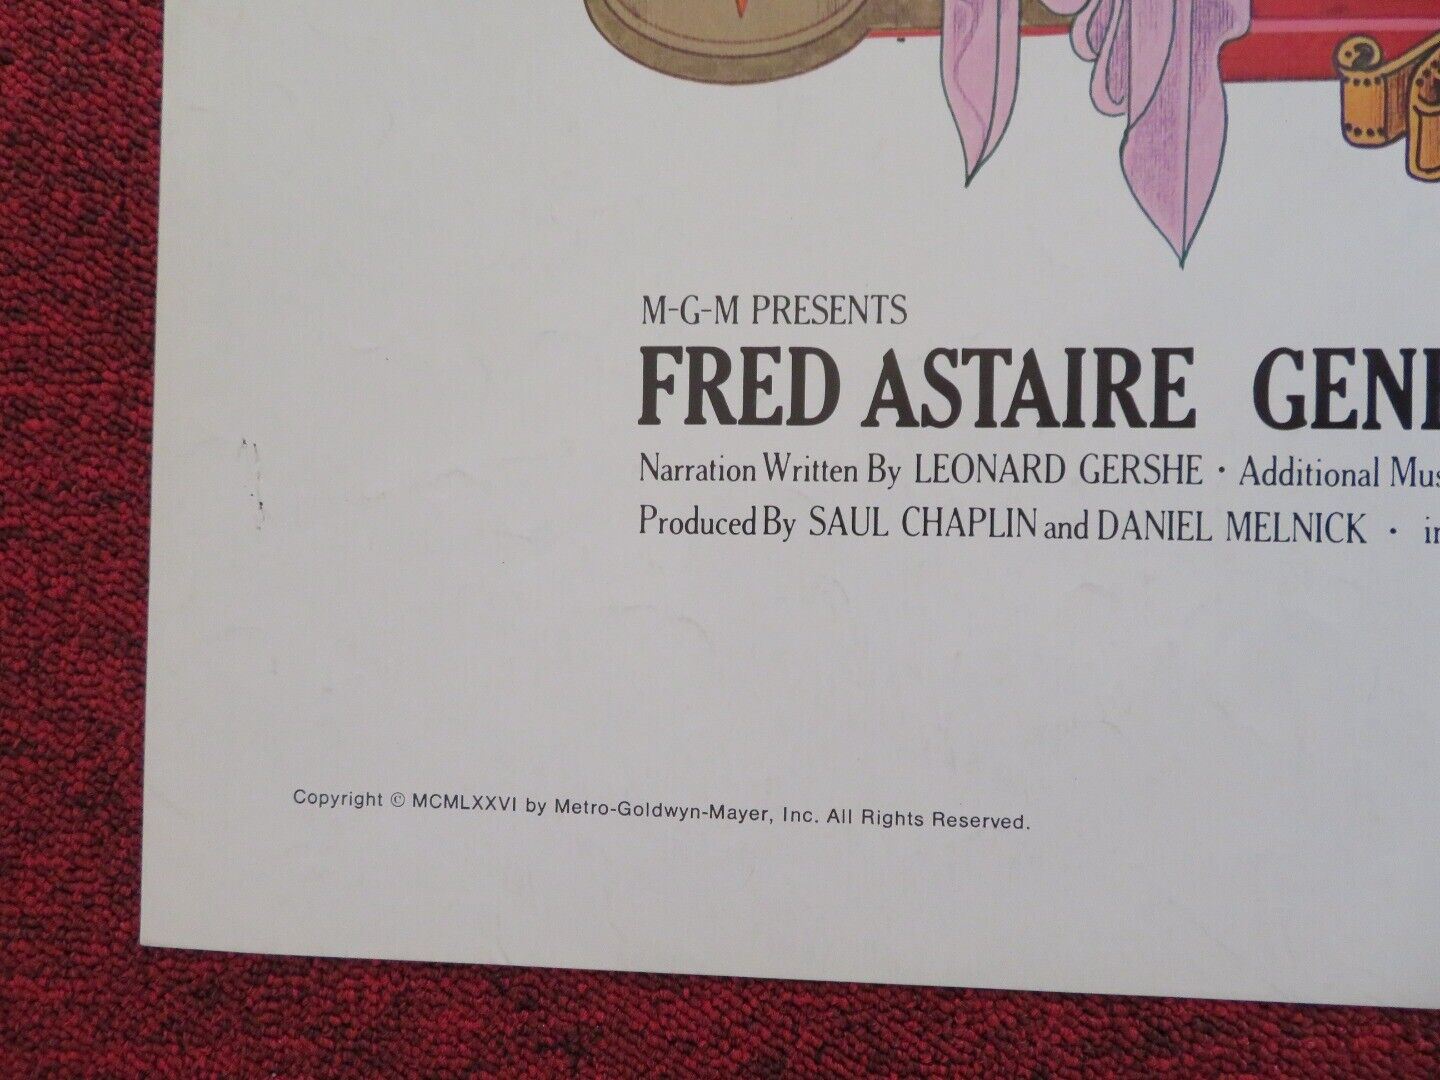 M-G-M PRESENTS
FRED ASTAIRE GENE
Narration Written By LEONARD GERSHE · Additional Mus
Produced By SAUL CHAPLIN and DANIEL MELNICK · in
Copyright © MCMLXXVI by Metro-Goldwyn-Mayer, Inc. All Rights Reserved.